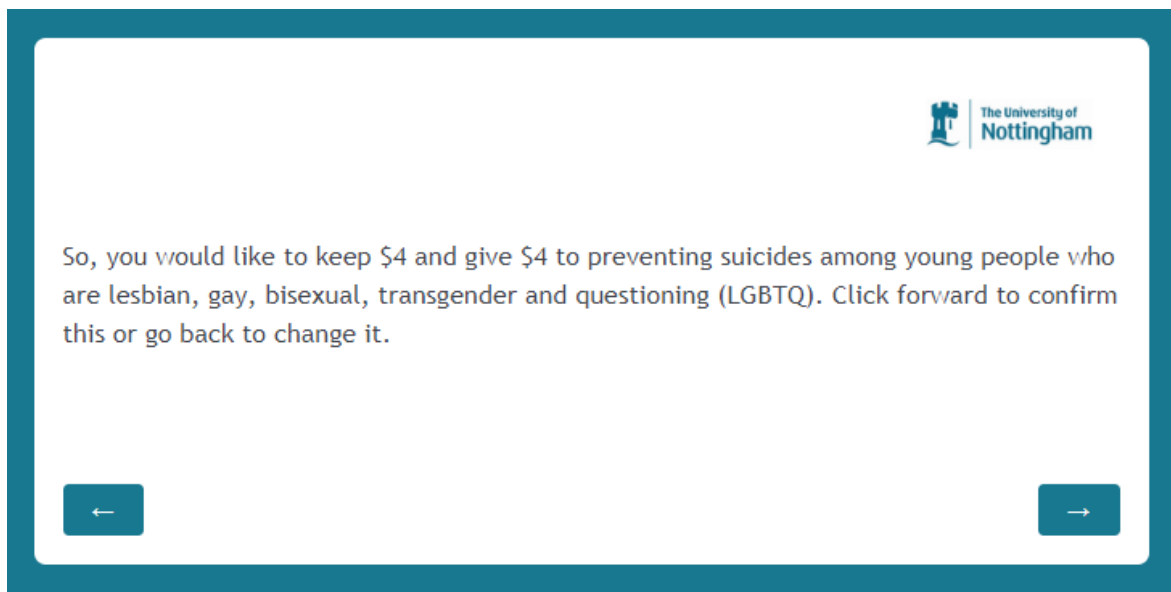 The University of
Nottingham
So, you would like to keep $4 and give $4 to preventing suicides among young people who
are lesbian, gay, bisexual, transgender and questioning (LGBTQ). Click forward to confirm
this or go back to change it.
← →